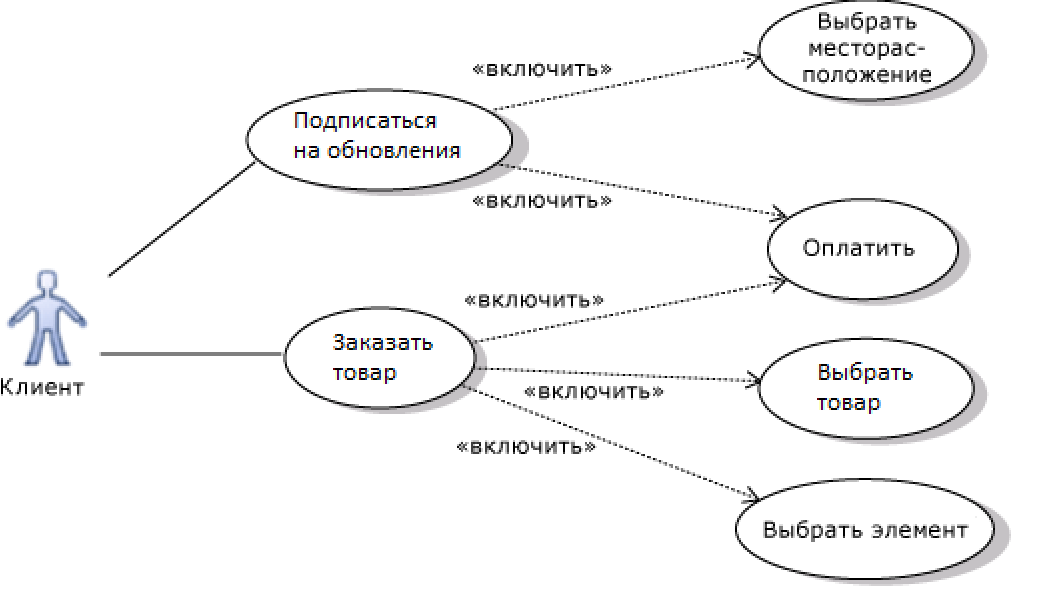 Выбрать
месторас-
положение
«включить»
Подписаться
на обновления
«включить»
Оплатить
«включить»
Заказать
товар
Выбрать
товар
«включить»
Клиент
«включить»
Выбрать элемент